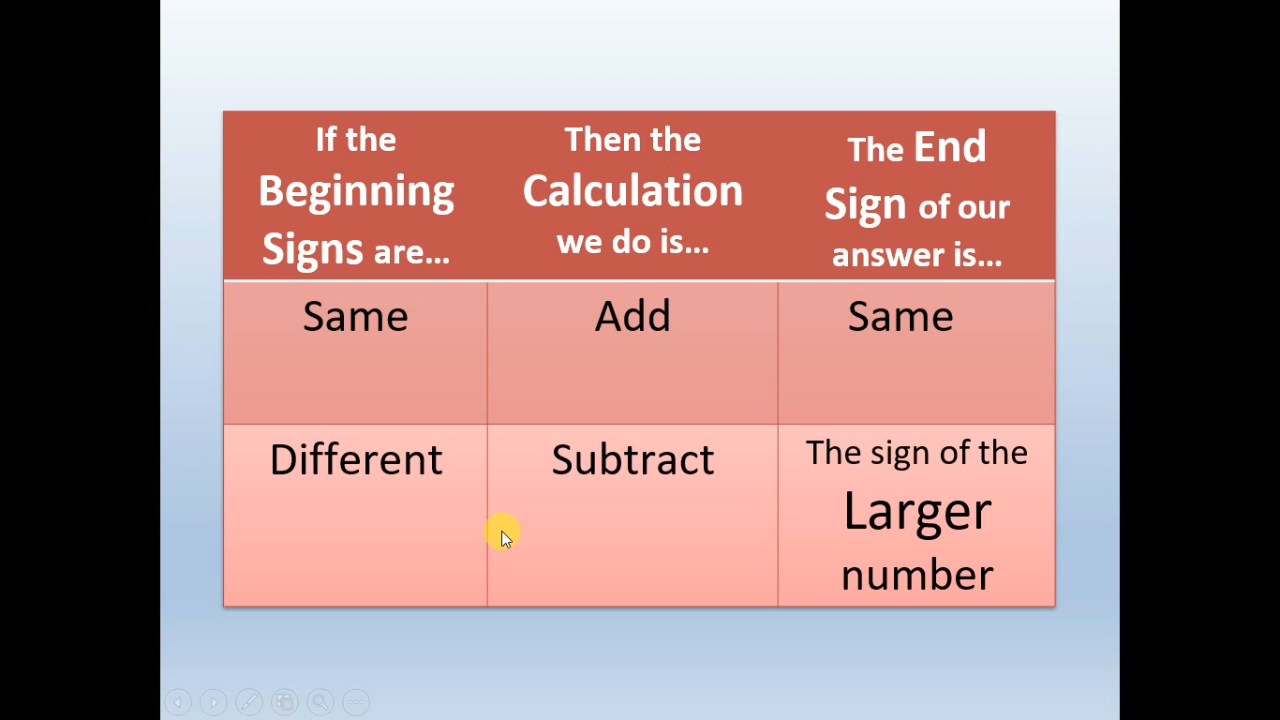 If the
Beginning
Signs are...
Then the
Calculation
we do is...
The End
Sign of our
answer is...
Same
Add
Same
Different
Subtract
The sign of the
Larger
number